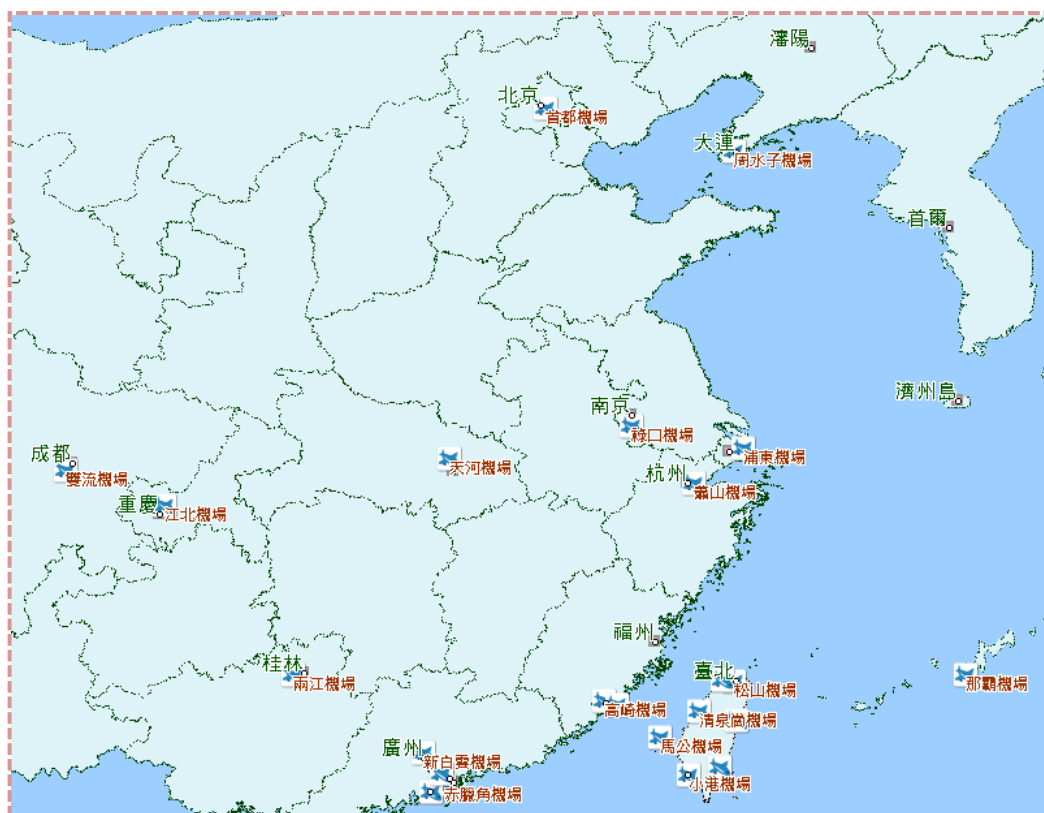 瀋陽
北京
首都機場
大連
周水子機場
首爾
濟州島
南京
祿口機場
浦東機場
成都
雙流機場
天河機場
杭州
蕭山機場
重慶
江北機場
福州
桂林
兩江機場
臺北
松山機場
那霸機場
高崎機場
清泉崗機場
馬公機場
廣州
新白雲機場
小港機場
赤鱲角機場